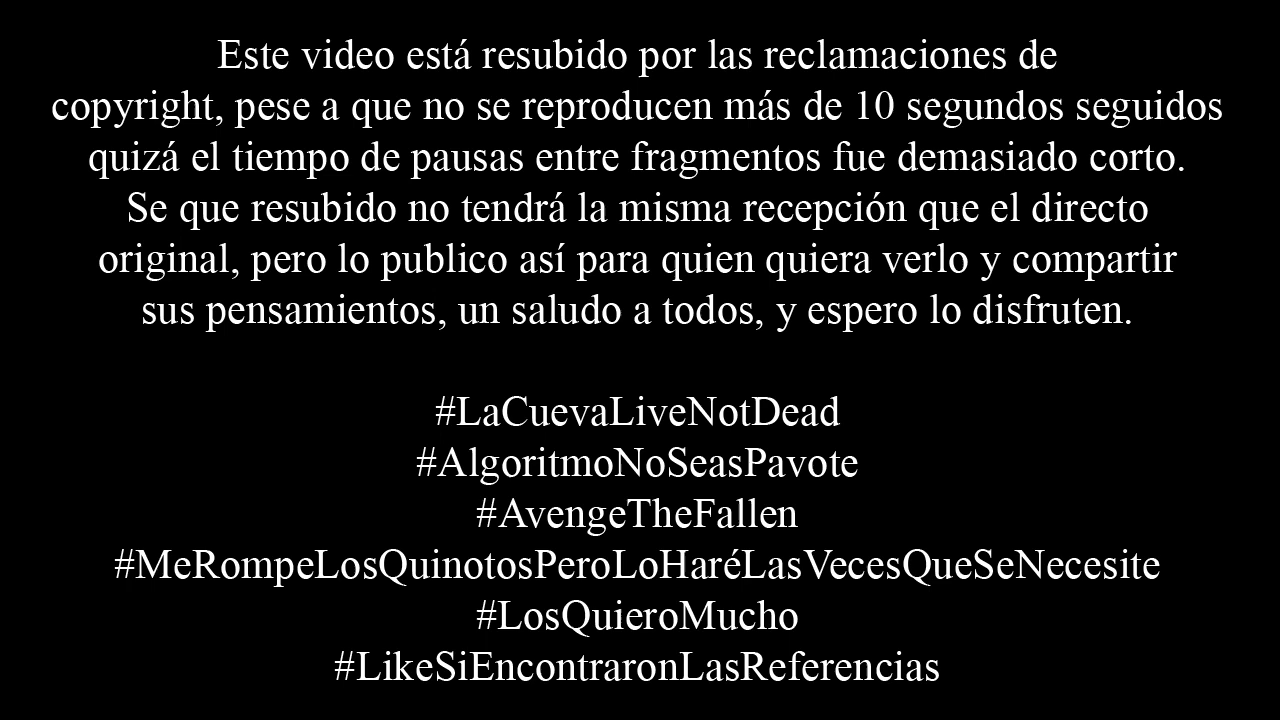 Este video está resubido por las reclamaciones de
copyright, pese a que no se reproducen más de 10 segundos seguidos
quizá el tiempo de pausas entre fragmentos fue demasiado corto.
Se que resubido no tendrá la misma recepción que el directo
original, pero lo publico así para quien quiera verlo y compartir
sus pensamientos, un saludo a todos, y espero lo disfruten.
#LaCuevaLiveNotDead
#AlgoritmoNoSeasPavote
#AvengeTheFallen
#MeRompeLosQuinotosPeroLoHaréLasVecesQueSeNecesite
#LosQuieroMucho
#LikeSiEncontraronLasReferencias